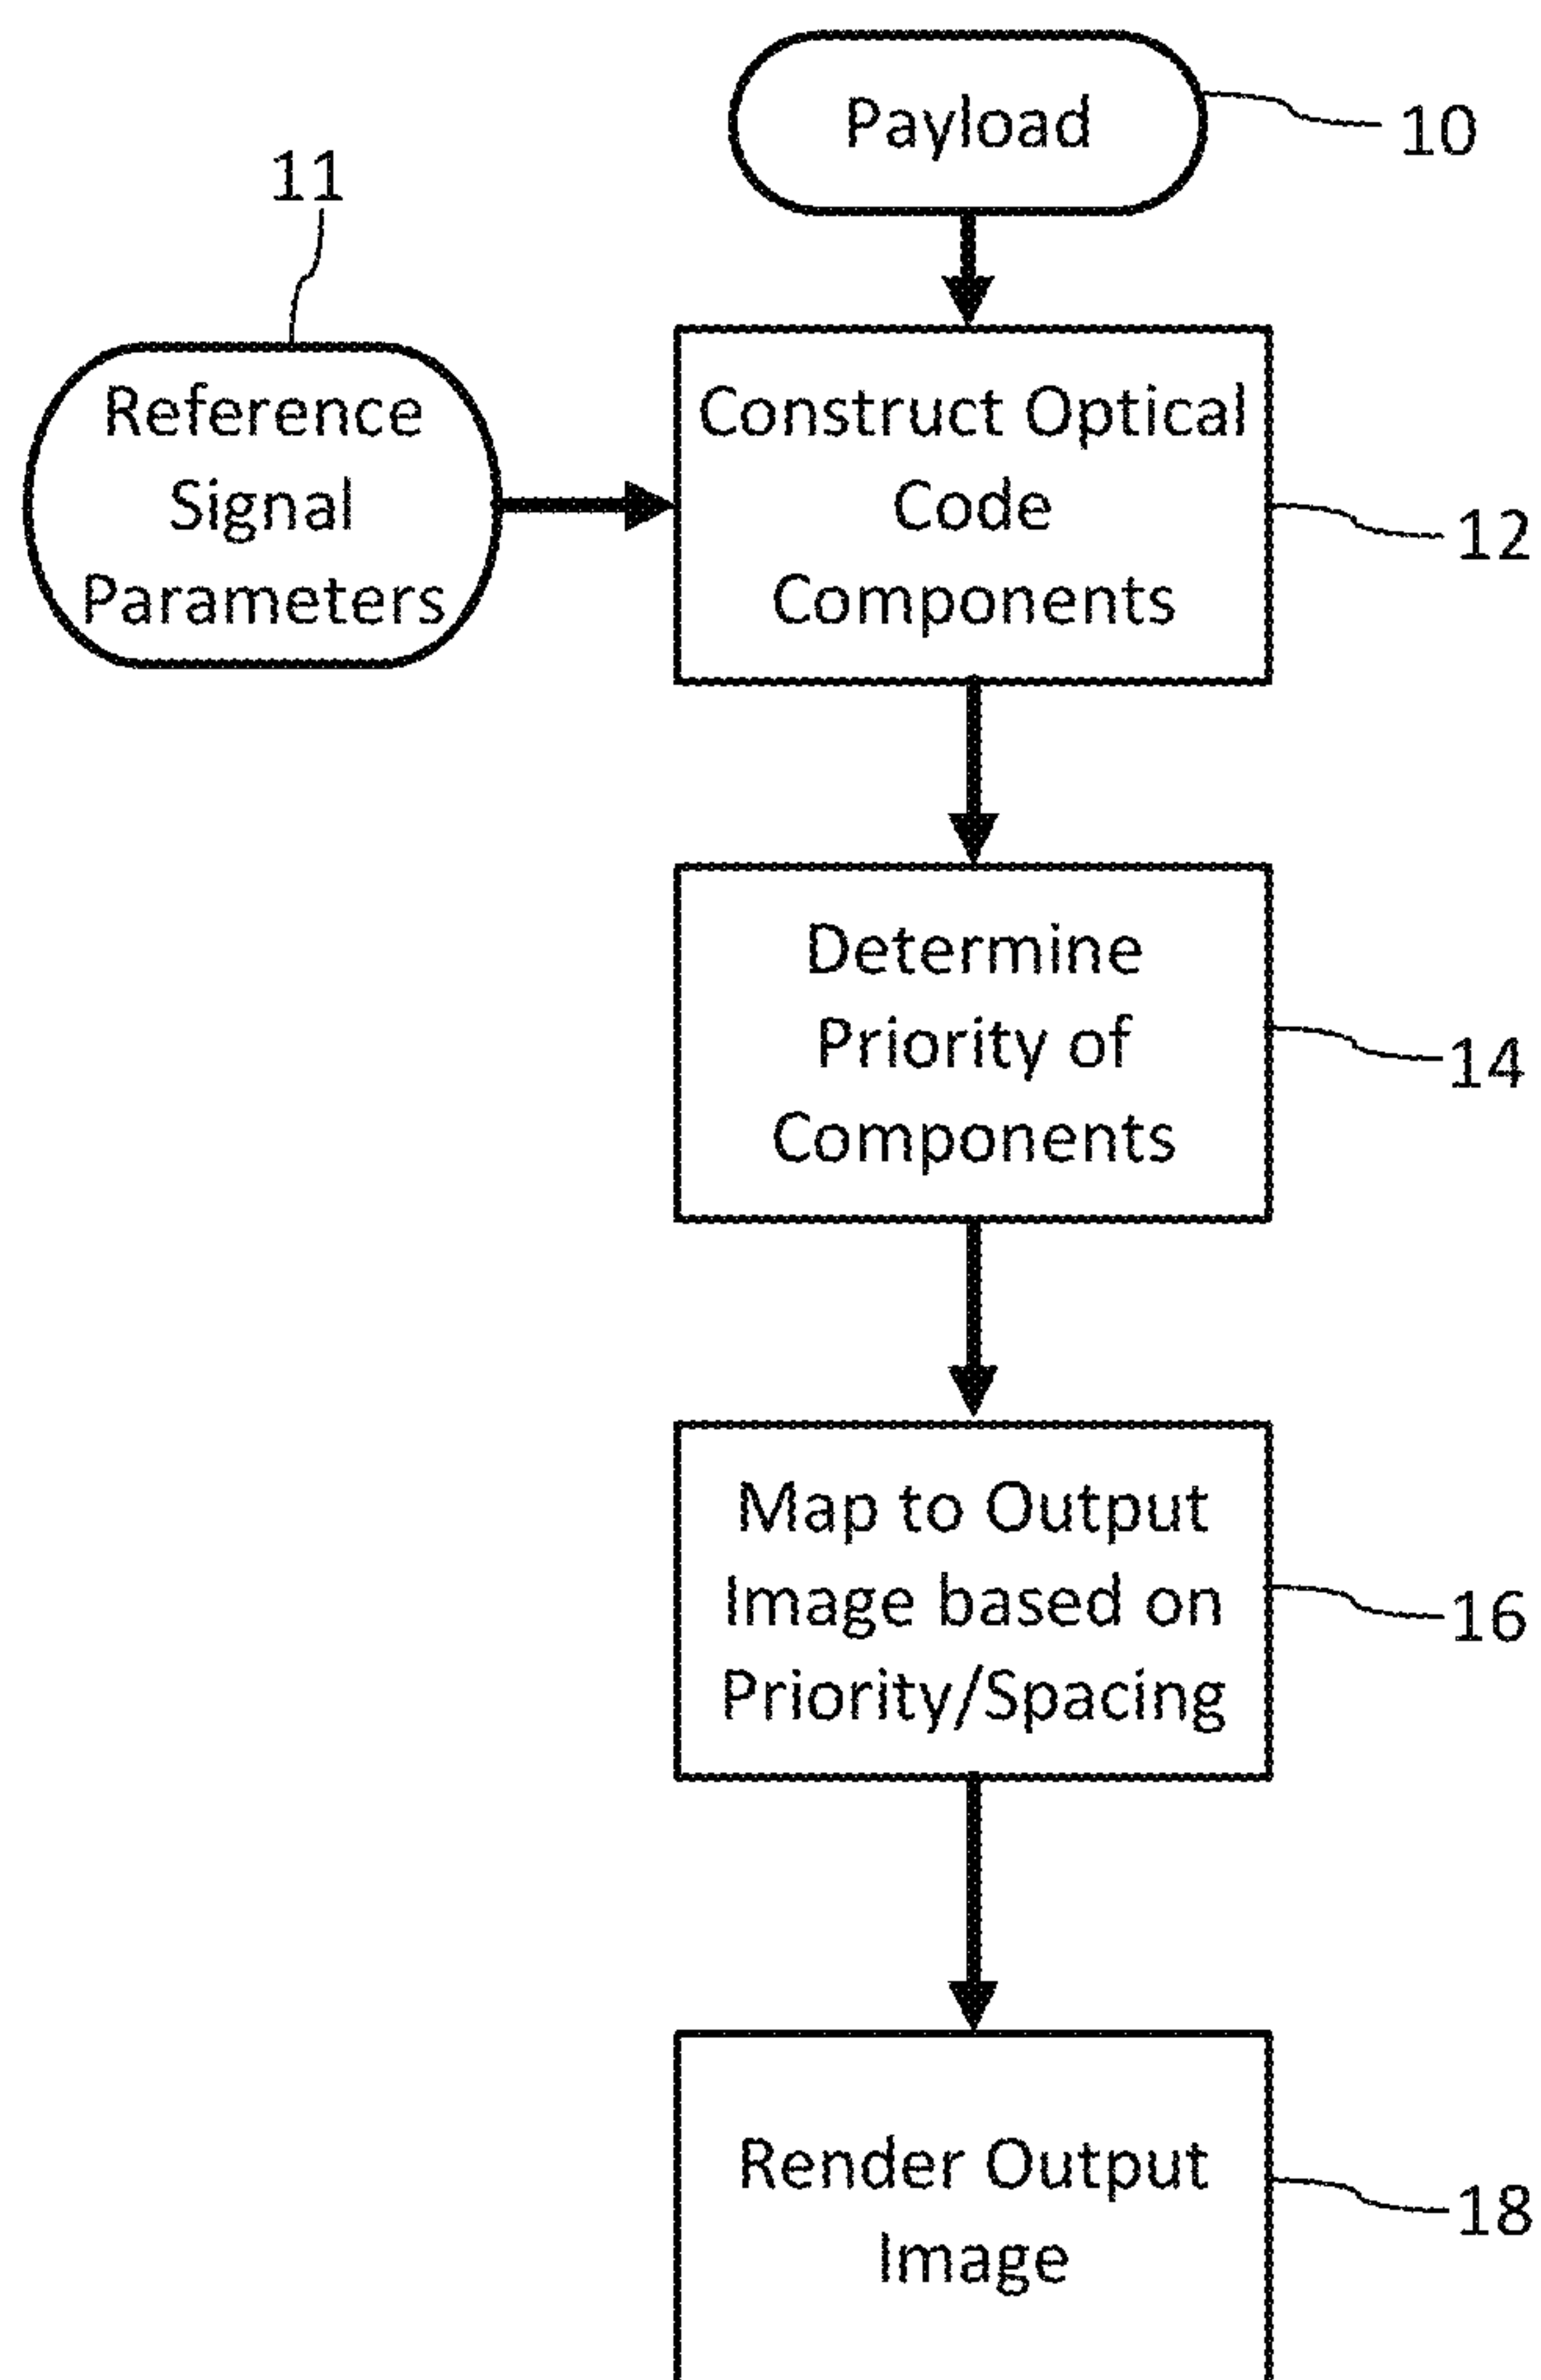 Payload
10
11
Reference
Signal
Parameters
Construct Optical
Code
Components
12
Determine
Priority of
Components
14
Map to Output
Image based on
Priority/Spacing
16
Render Output
Image
18